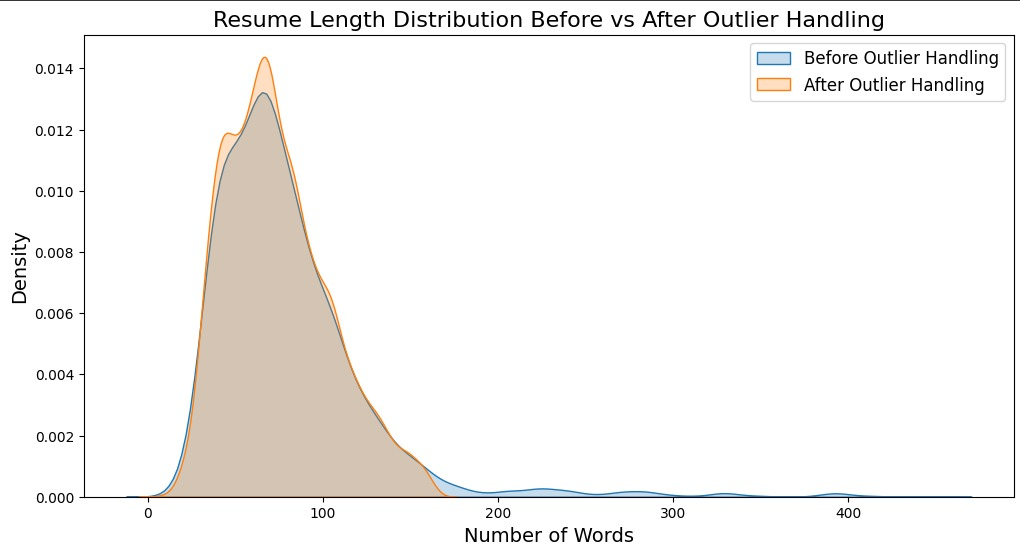 Resume Length Distribution Before vs After Outlier Handling
Before Outlier Handling
After Outlier Handling
Density
0.014
0.012
0.010
0.008
0.006
0.004
0.002
0.000
0 100 200 300 400
Number of Words